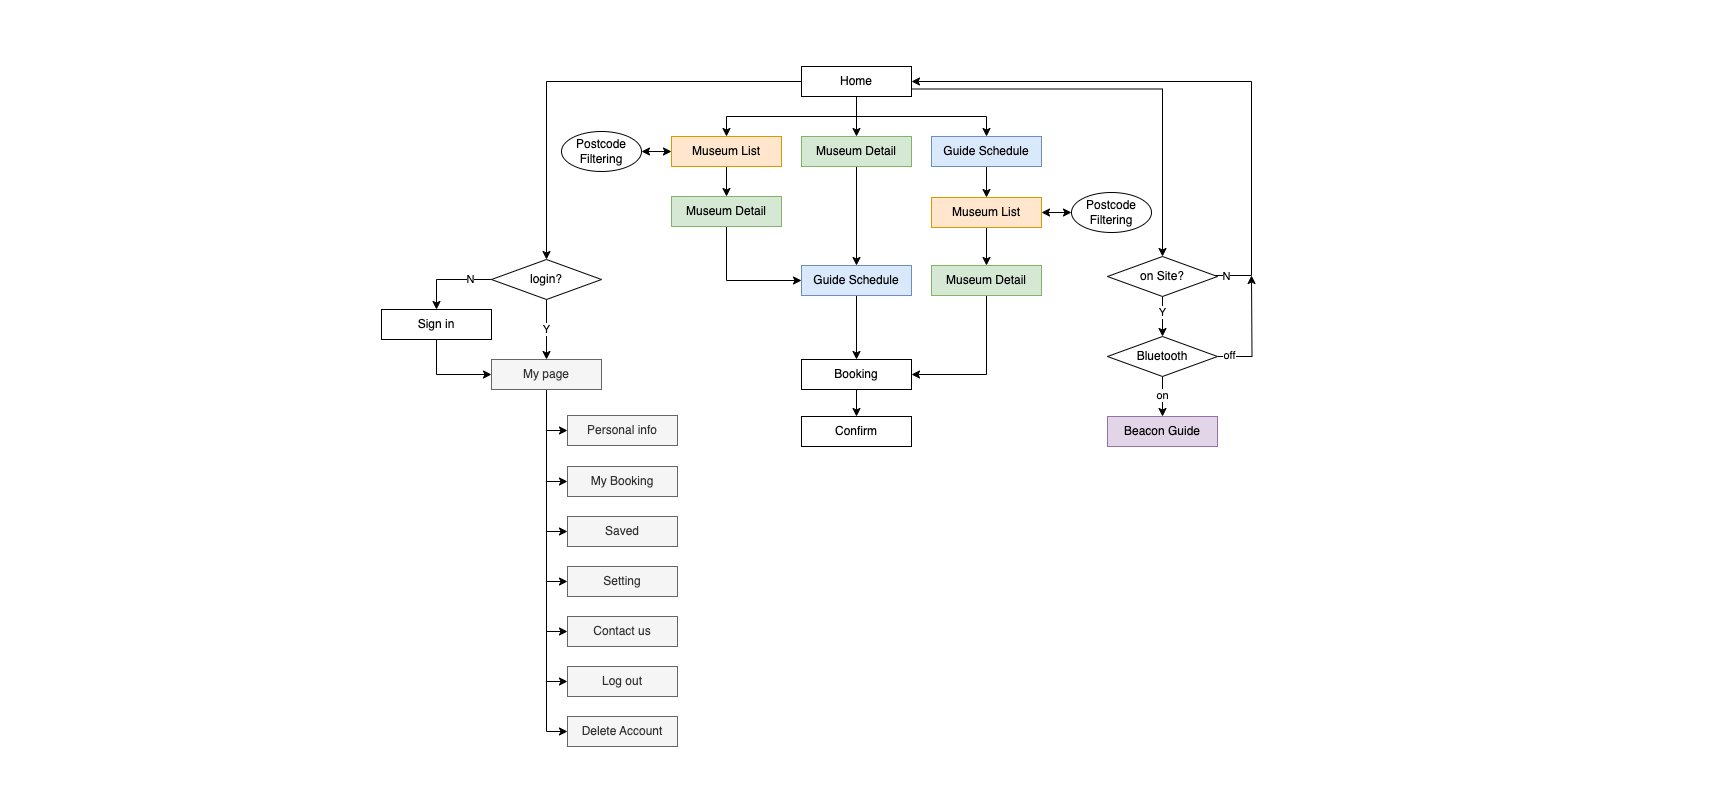 Home
Postcode
Filtering
Museum List
Museum Detail
Guide Schedule
Museum Detail
Museum List
Postcode
Filtering
N
login?
Guide Schedule
Museum Detail
on Site?
N
Sign in
Y
Y
My page
Booking
Bluetooth
off
on
Personal info
Confirm
Beacon Guide
My Booking
Saved
Setting
Contact us
Log out
Delete Account